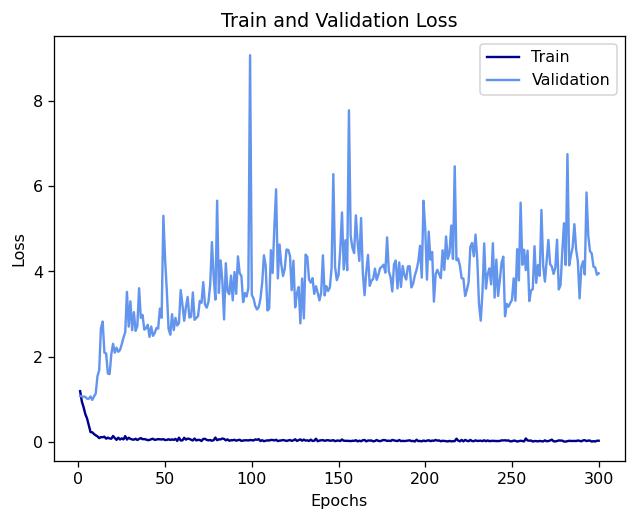 Train and Validation Loss
Train
Validation
Loss
8
6
4
2
0
0 50 100 150 200 250 300
Epochs